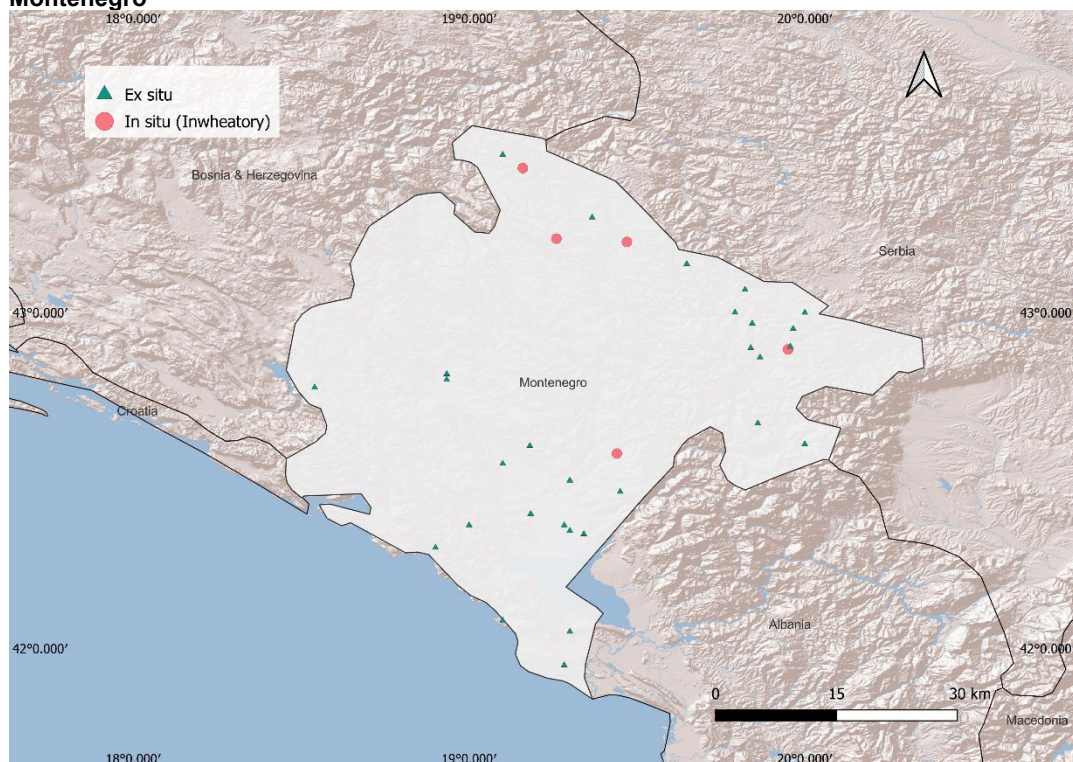 Montenegro
18°0.000′ 19°0.000′ 20°0.000′
Ex situ
In situ (Inwheatory)
Bosnia & Herzegovina
Serbia
43°0.000′ 43°0.000′
Montenegro
Croatia
Albania
42°0.000′ 42°0.000′
0 15 30 km
Macedonia
18°0.000′ 19°0.000′ 20°0.000′